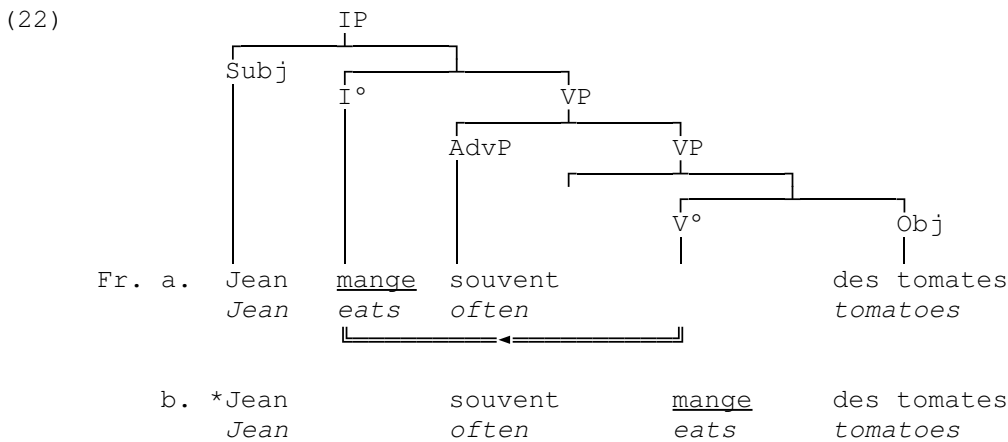 (22) IP
Subj
I° VP
AdvP VP
V° Obj
Fr. a. Jean mange souvent des tomates
Jean eats often tomatoes
b. *Jean souvent mange des tomates
Jean often eats tomatoes